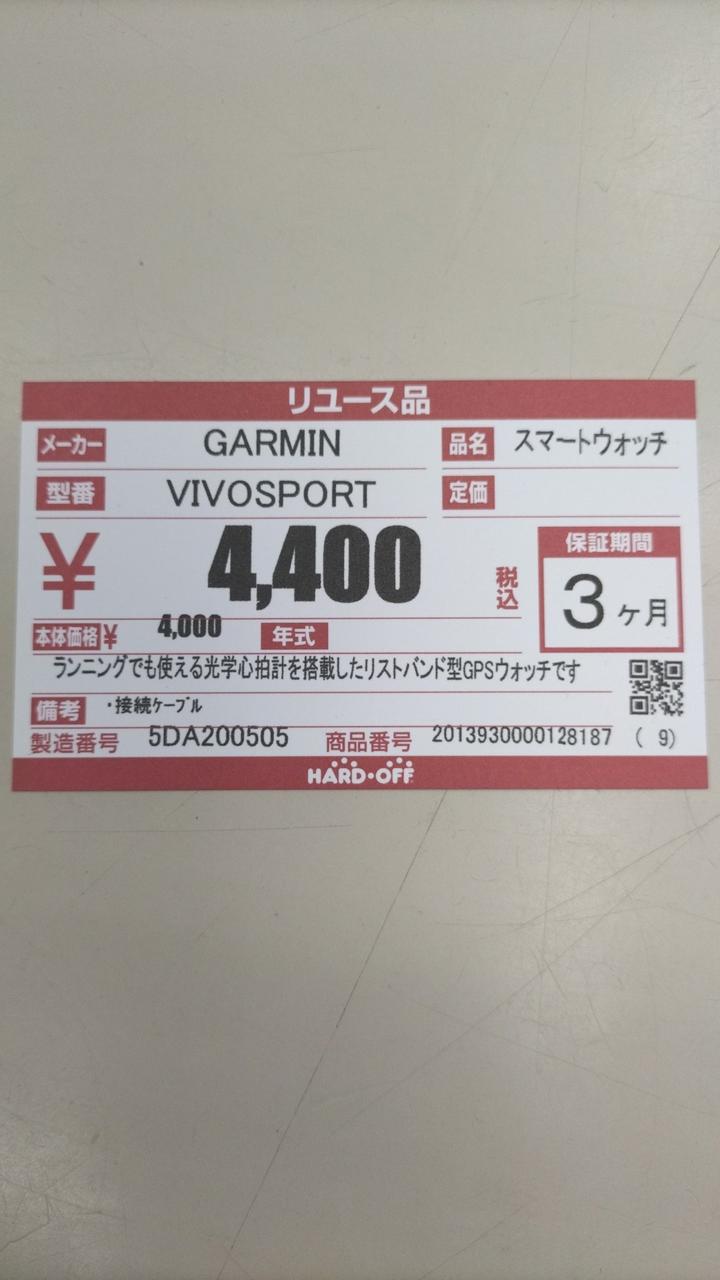 リユース品
メーカー GARMIN 品名 スマートウォッチ
型番 VIVOSPORT 定価
¥ 4,400 税込 保証期間 3ヶ月
本体価格¥ 4,000 年式
ランニングでも使える光学心拍計を搭載したリストバンド型GPSウォッチです
備考 ・接続ケーブル
製造番号 5DA200505 商品番号 2013930000128187 ( 9)
HARD・OFF